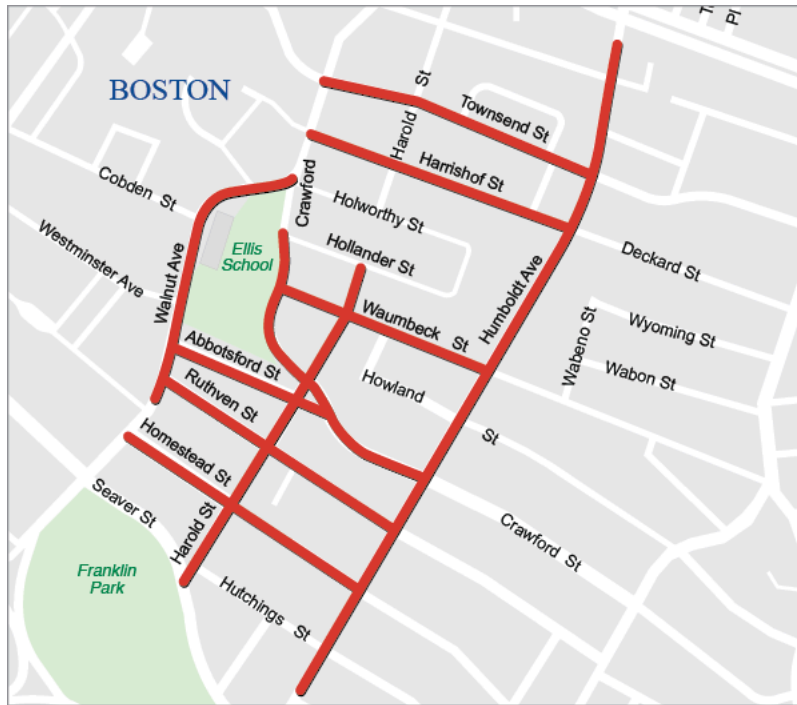 BOSTON
St
Harold
Townsend St
Harrishof St
Cobden St
Crawford
Holworthy St
Westminster Ave
Walnut Ave
Ellis
School
Hollander St
Deckard St
Humboldt Ave
Waumbeck St
Wabeno St
Wyoming St
Wabon St
Abbotsford St
Ruthven St
Howland
St
Homestead St
Seaver St
Harold St
Crawford St
Franklin
Park
Hutchings St
Pl